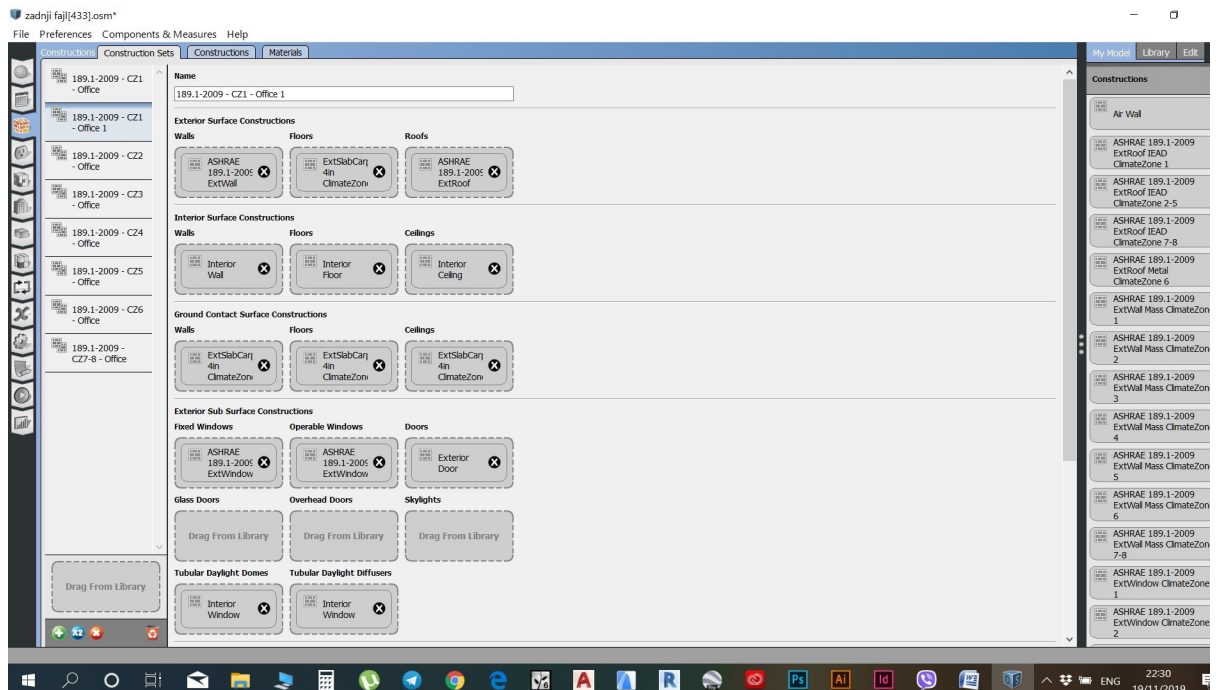 zadnji fajl[433].osm*
File Preferences Components & Measures Help
Constructions Construction Sets Constructions Materials
My Model Library Edit
189.1-2009 - CZ1
- Office
189.1-2009 - CZ1
- Office 1
189.1-2009 - CZ2
- Office
189.1-2009 - CZ3
- Office
189.1-2009 - CZ4
- Office
189.1-2009 - CZ5
- Office
189.1-2009 - CZ6
- Office
189.1-2009 -
CZ7-8 - Office
Drag From Library
x2
Name
189.1-2009 - CZ1 - Office 1
Exterior Surface Constructions
Walls Floors Roofs
ASHRAE
189.1-2009
ExtWall
ExtSlabCarp
4in
ClimateZone
ASHRAE
189.1-2009
ExtRoof
Interior Surface Constructions
Walls Floors Ceilings
Interior
Wall
Interior
Floor
Interior
Ceiling
Ground Contact Surface Constructions
Walls Floors Ceilings
ExtSlabCarp
4in
ClimateZone
ExtSlabCarp
4in
ClimateZone
ExtSlabCarp
4in
ClimateZone
Exterior Sub Surface Constructions
Fixed Windows Operable Windows Doors
ASHRAE
189.1-2009
ExtWindow
ASHRAE
189.1-2009
ExtWindow
Exterior
Door
Glass Doors Overhead Doors Skylights
Drag From Library Drag From Library Drag From Library
Tubular Daylight Domes Tubular Daylight Diffusers
Interior
Window
Interior
Window
Constructions
Air Wall
ASHRAE 189.1-2009
ExtRoof IEAD
ClimateZone 1
ASHRAE 189.1-2009
ExtRoof IEAD
ClimateZone 2-5
ASHRAE 189.1-2009
ExtRoof IEAD
ClimateZone 7-8
ASHRAE 189.1-2009
ExtRoof Metal
ClimateZone 6
ASHRAE 189.1-2009
ExtWall Mass ClimateZone
1
ASHRAE 189.1-2009
ExtWall Mass ClimateZone
2
ASHRAE 189.1-2009
ExtWall Mass ClimateZone
3
ASHRAE 189.1-2009
ExtWall Mass ClimateZone
4
ASHRAE 189.1-2009
ExtWall Mass ClimateZone
5
ASHRAE 189.1-2009
ExtWall Mass ClimateZone
6
ASHRAE 189.1-2009
ExtWall Mass ClimateZone
7-8
ASHRAE 189.1-2009
ExtWindow ClimateZone
1
ASHRAE 189.1-2009
ExtWindow ClimateZone
2
Ps Ai Id ENG 22:30
19/11/2019